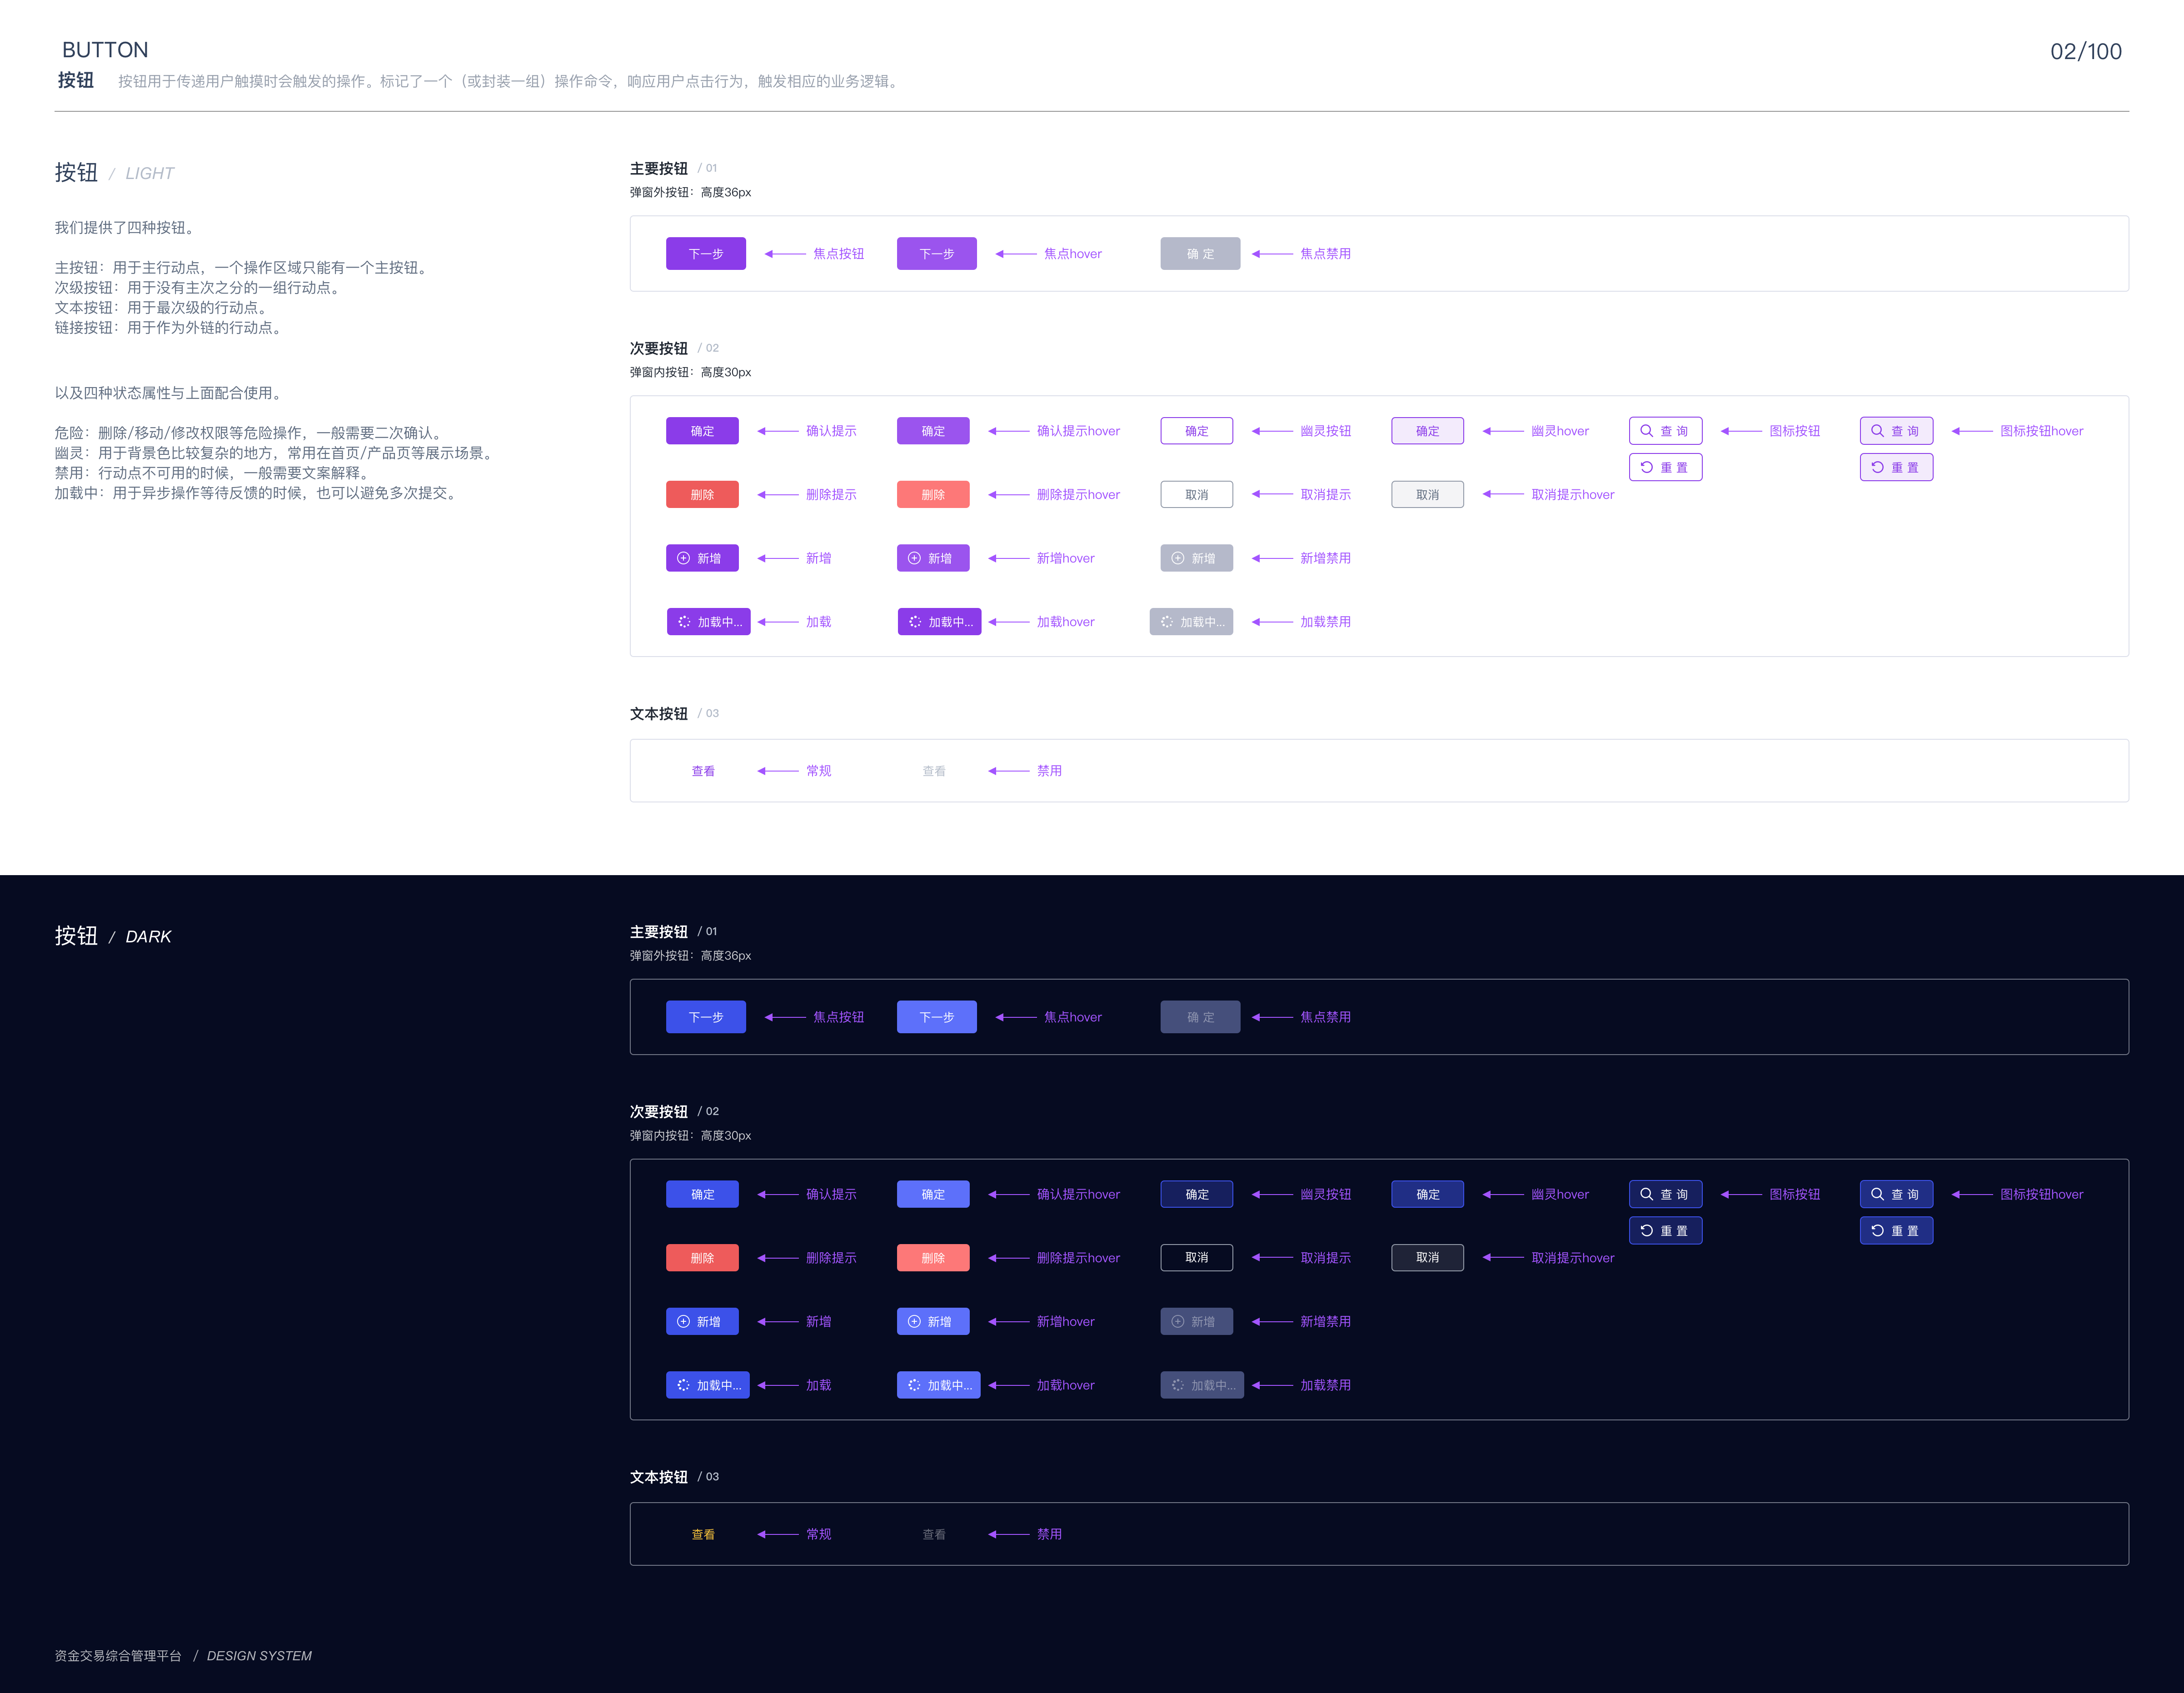 BUTTON
02/100
按钮 按钮用于传递用户触摸时会触发的操作。标记了一个（或封装一组）操作命令，响应用户点击行为，触发相应的业务逻辑。
按钮 / LIGHT
我们提供了四种按钮。
主按钮：用于主行动点，一个操作区域只能有一个主按钮。
次级按钮：用于没有主次之分的一组行动点。
文本按钮：用于最次级的行动点。
链接按钮：用于作为外链的行动点。
以及四种状态属性与上面配合使用。
危险：删除/移动/修改权限等危险操作，一般需要二次确认。
幽灵：用于背景色比较复杂的地方，常用在首页/产品页等展示场景。
禁用：行动点不可用的时候，一般需要文案解释。
加载中：用于异步操作等待反馈的时候，也可以避免多次提交。
主要按钮 / 01
弹窗外按钮：高度36px
下一步 焦点按钮 下一步 焦点hover 确 定 焦点禁用
次要按钮 / 02
弹窗内按钮：高度30px
确定 确认提示 确定 确认提示hover 确定 幽灵按钮 确定 幽灵hover 查 询 图标按钮 查 询 图标按钮hover
重 置 重 置
删除 删除提示 删除 删除提示hover 取消 取消提示 取消 取消提示hover
新增 新增 新增 新增hover 新增 新增禁用
加载中... 加载 加载中... 加载hover 加载中... 加载禁用
文本按钮 / 03
查看 常规 查看 禁用
按钮 / DARK
主要按钮 / 01
弹窗外按钮：高度36px
下一步 焦点按钮 下一步 焦点hover 确 定 焦点禁用
次要按钮 / 02
弹窗内按钮：高度30px
确定 确认提示 确定 确认提示hover 确定 幽灵按钮 确定 幽灵hover 查 询 图标按钮 查 询 图标按钮hover
重 置 重 置
删除 删除提示 删除 删除提示hover 取消 取消提示 取消 取消提示hover
新增 新增 新增 新增hover 新增 新增禁用
加载中... 加载 加载中... 加载hover 加载中... 加载禁用
文本按钮 / 03
查看 常规 查看 禁用
资金交易综合管理平台 / DESIGN SYSTEM